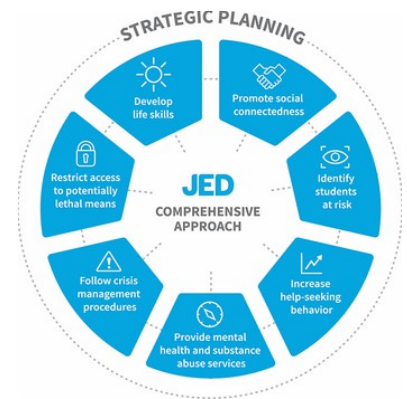 STRATEGIC PLANNING
Develop
life skills
Promote social
connectedness
Identify
students
at risk
Increase
help-seeking
behavior
Provide mental
health and substance
abuse services
Follow crisis
management
procedures
Restrict access
to potentially
lethal means
JED
COMPREHENSIVE
APPROACH